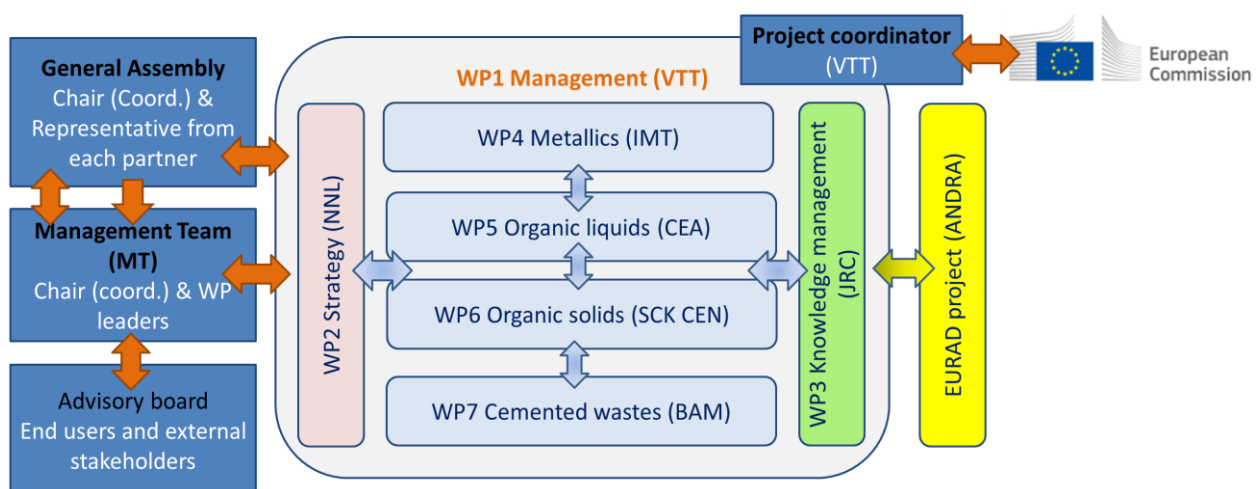 General Assembly
Chair (Coord.) &
Representative from
each partner
Management Team
(MT)
Chair (coord.) & WP
leaders
Advisory board
End users and external
stakeholders
WP1 Management (VTT)
Project coordinator
(VTT)
European
Commission
WP2 Strategy (NNL)
WP4 Metallics (IMT)
WP5 Organic liquids (CEA)
WP6 Organic solids (SCK CEN)
WP7 Cemented wastes (BAM)
WP3 Knowledge management
(JRC)
EURAD project (ANDRA)